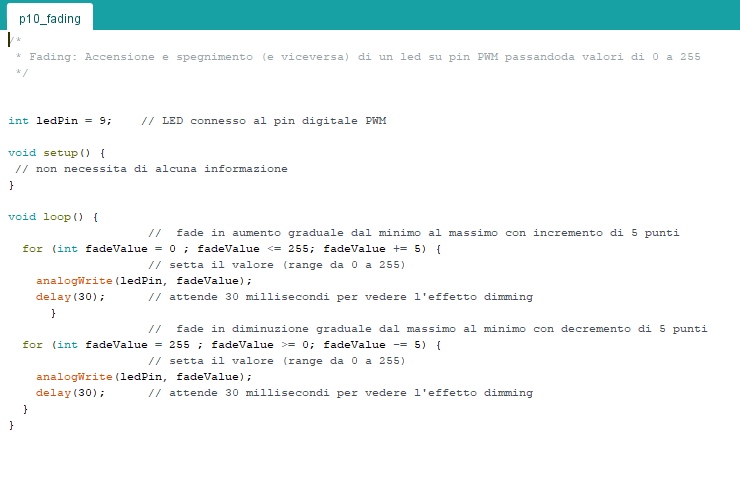 p10_fading
/*
 * Fading: Accensione e spegnimento (e viceversa) di un led su pin PWM passandoda valori di 0 a 255
 */
int ledPin = 9;    // LED connesso al pin digitale PWM
void setup() {
 // non necessita di alcuna informazione
}
void loop() {
                    //  fade in aumento graduale dal minimo al massimo con incremento di 5 punti
  for (int fadeValue = 0 ; fadeValue <= 255; fadeValue += 5) {
                    // setta il valore (range da 0 a 255)
    analogWrite(ledPin, fadeValue);
    delay(30);      // attende 30 millisecondi per vedere l'effetto dimming
      }
                    //  fade in diminuzione graduale dal massimo al minimo con decremento di 5 punti
  for (int fadeValue = 255 ; fadeValue >= 0; fadeValue -= 5) {
                    // setta il valore (range da 0 a 255)
    analogWrite(ledPin, fadeValue);
    delay(30);      // attende 30 millisecondi per vedere l'effetto dimming
  }
}